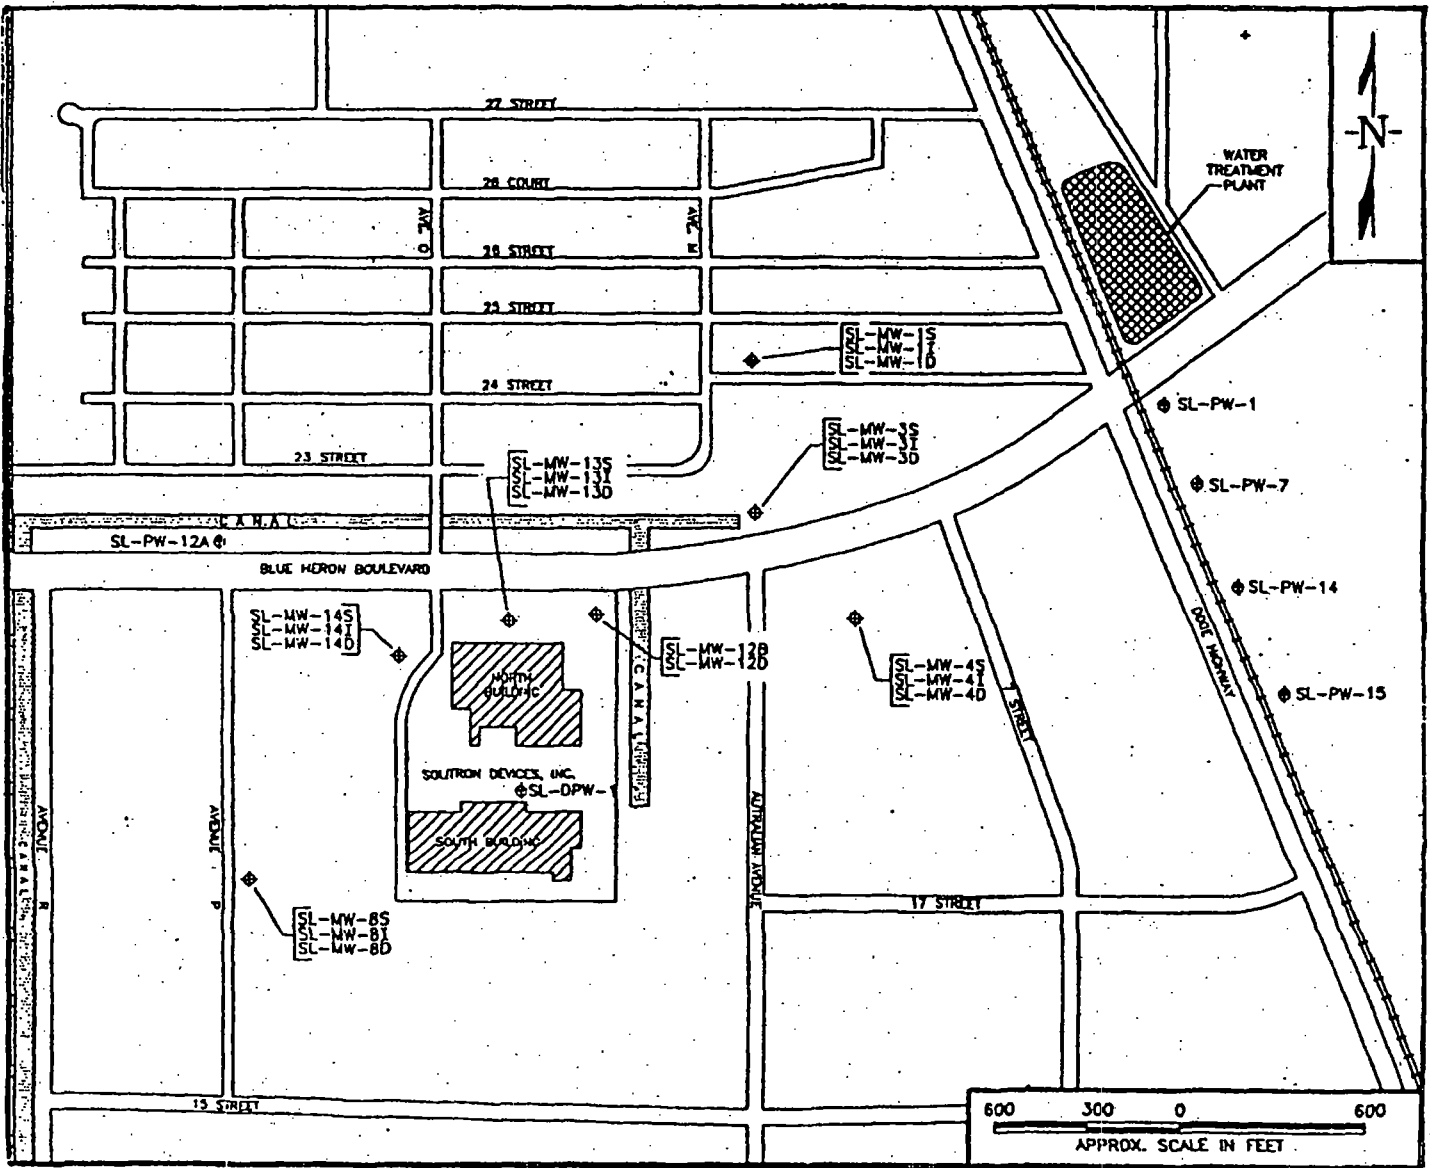 27 STREET
WATER
TREATMENT
PLANT
-N-
26 COURT
AVE. O
AVE. M
26 STREET
25 STREET
SL-MW-1S
SL-MW-1I
SL-MW-1D
24 STREET
SL-PW-1
SL-MW-3S
SL-MW-3I
SL-MW-3D
23 STREET
SL-MW-13S
SL-MW-13I
SL-MW-13D
SL-PW-7
CANAL
SL-PW-12A
BLUE HERON BOULEVARD
SL-PW-14
SL-MW-14S
SL-MW-14I
SL-MW-14D
SL-MW-12B
SL-MW-12D
SL-MW-4S
SL-MW-4I
SL-MW-4D
DIXIE HIGHWAY
NORTH
BUILDING
CANAL
STREET
SL-PW-15
SOLITRON DEVICES, INC.
SL-DPW-1
AVENUE R
CANAL
AVENUE P
SOUTH BUILDING
AUTRALIAN AVENUE
17 STREET
SL-MW-8S
SL-MW-8I
SL-MW-8D
15 STREET
600 300 0 600
APPROX. SCALE IN FEET